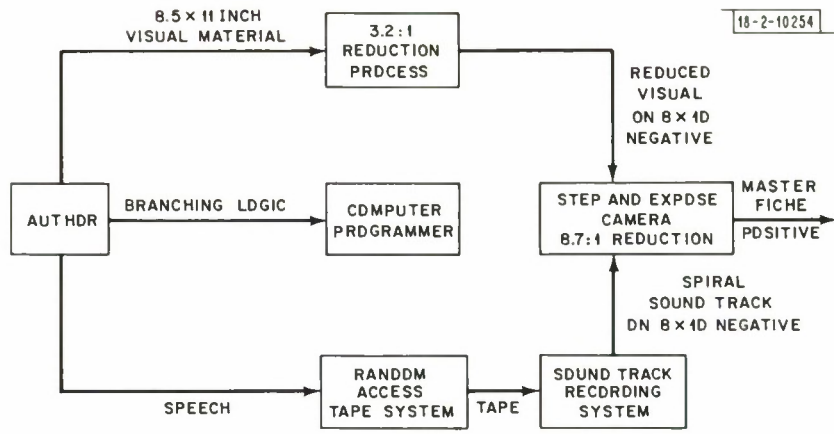 18-2-10254
8.5 × 11 INCH
VISUAL MATERIAL
3.2:1
REDUCTION
PRDCESS
REDUCED
VISUAL
ON 8 × 1D
NEGATIVE
AUTHDR
BRANCHING LDGIC
CDMPUTER
PRDGRAMMER
STEP AND EXPDSE
CAMERA
8.7:1 REDUCTION
MASTER
FICHE
PDSITIVE
SPIRAL
SOUND TRACK
DN 8 × 1D NEGATIVE
SPEECH
RANDDM
ACCESS
TAPE SYSTEM
TAPE
SDUND TRACK
RECDRDING
SYSTEM